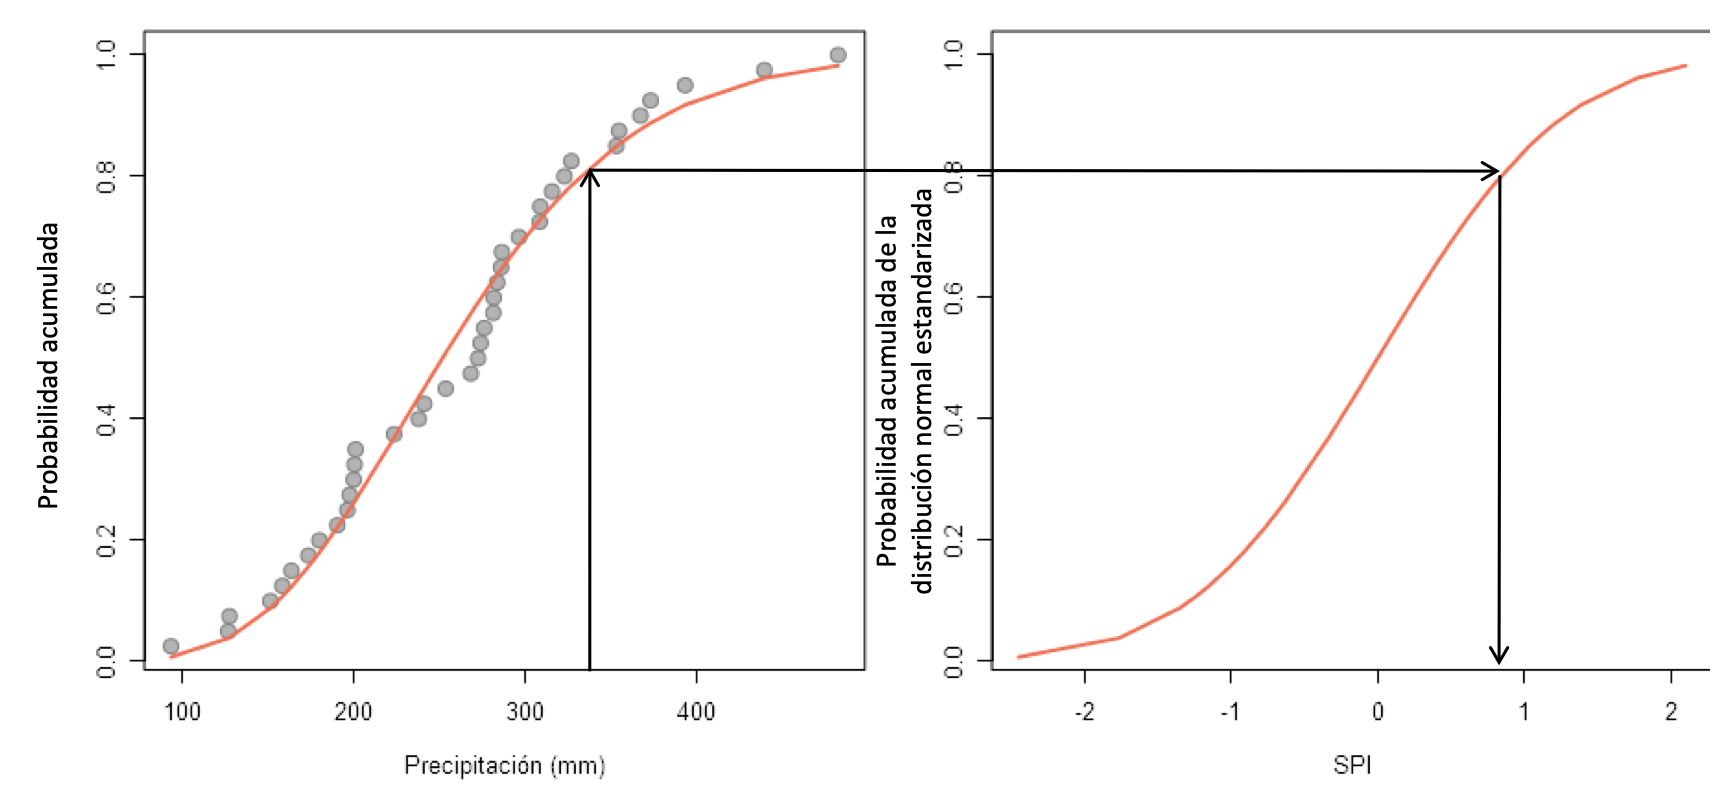 Probabilidad acumulada
1.0
0.8
0.6
0.4
0.2
0.0
100 200 300 400
Precipitación (mm)
Probabilidad acumulada de la
distribución normal estandarizada
1.0
0.8
0.6
0.4
0.2
0.0
-2 -1 0 1 2
SPI